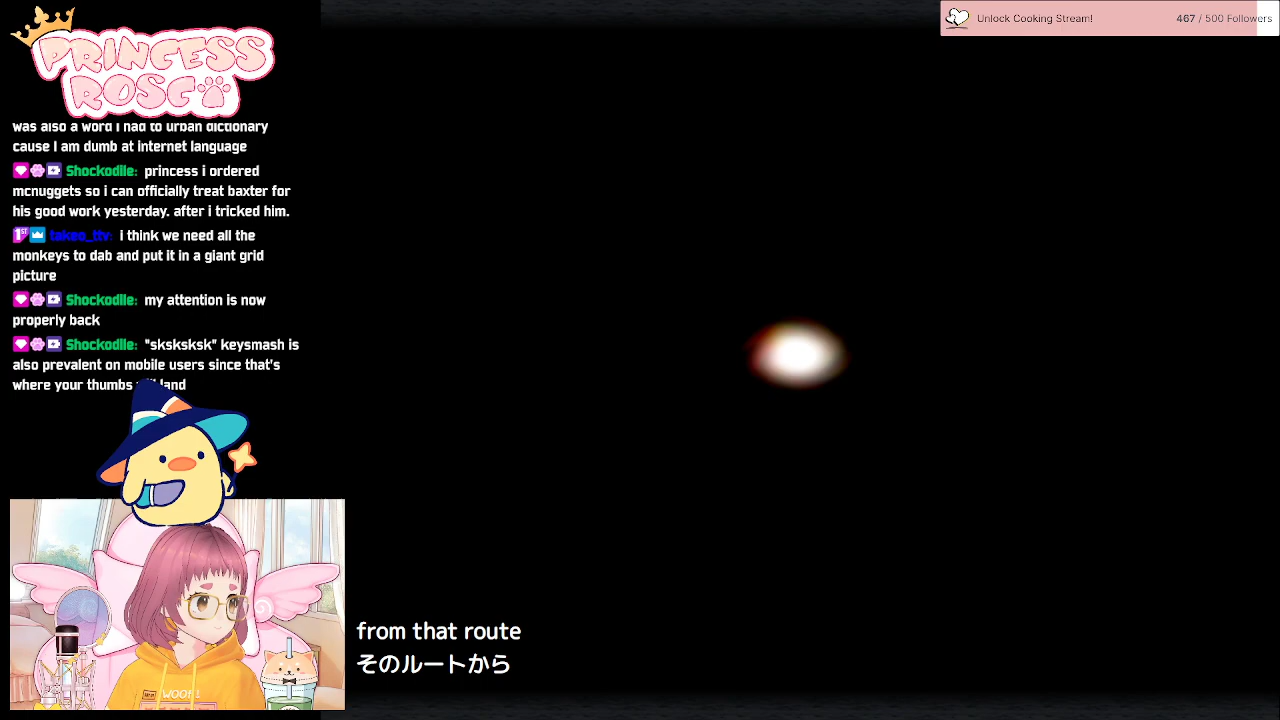 PRINCESS
ROSE
Unlock Cooking Stream!
467 / 500 Followers
was also a word I had to urban dictionary
cause I am dumb at internet language
Shockodile: princess i ordered
mcnuggets so i can officially treat baxter for
his good work yesterday. after i tricked him.
1ST takeo_ttv: i think we need all the
monkeys to dab and put it in a giant grid
picture
Shockodile: my attention is now
properly back
Shockodile: "sksksksk" keysmash is
also prevalent on mobile users since that's
where your thumbs land
WOOF!
from that route
そのルートから